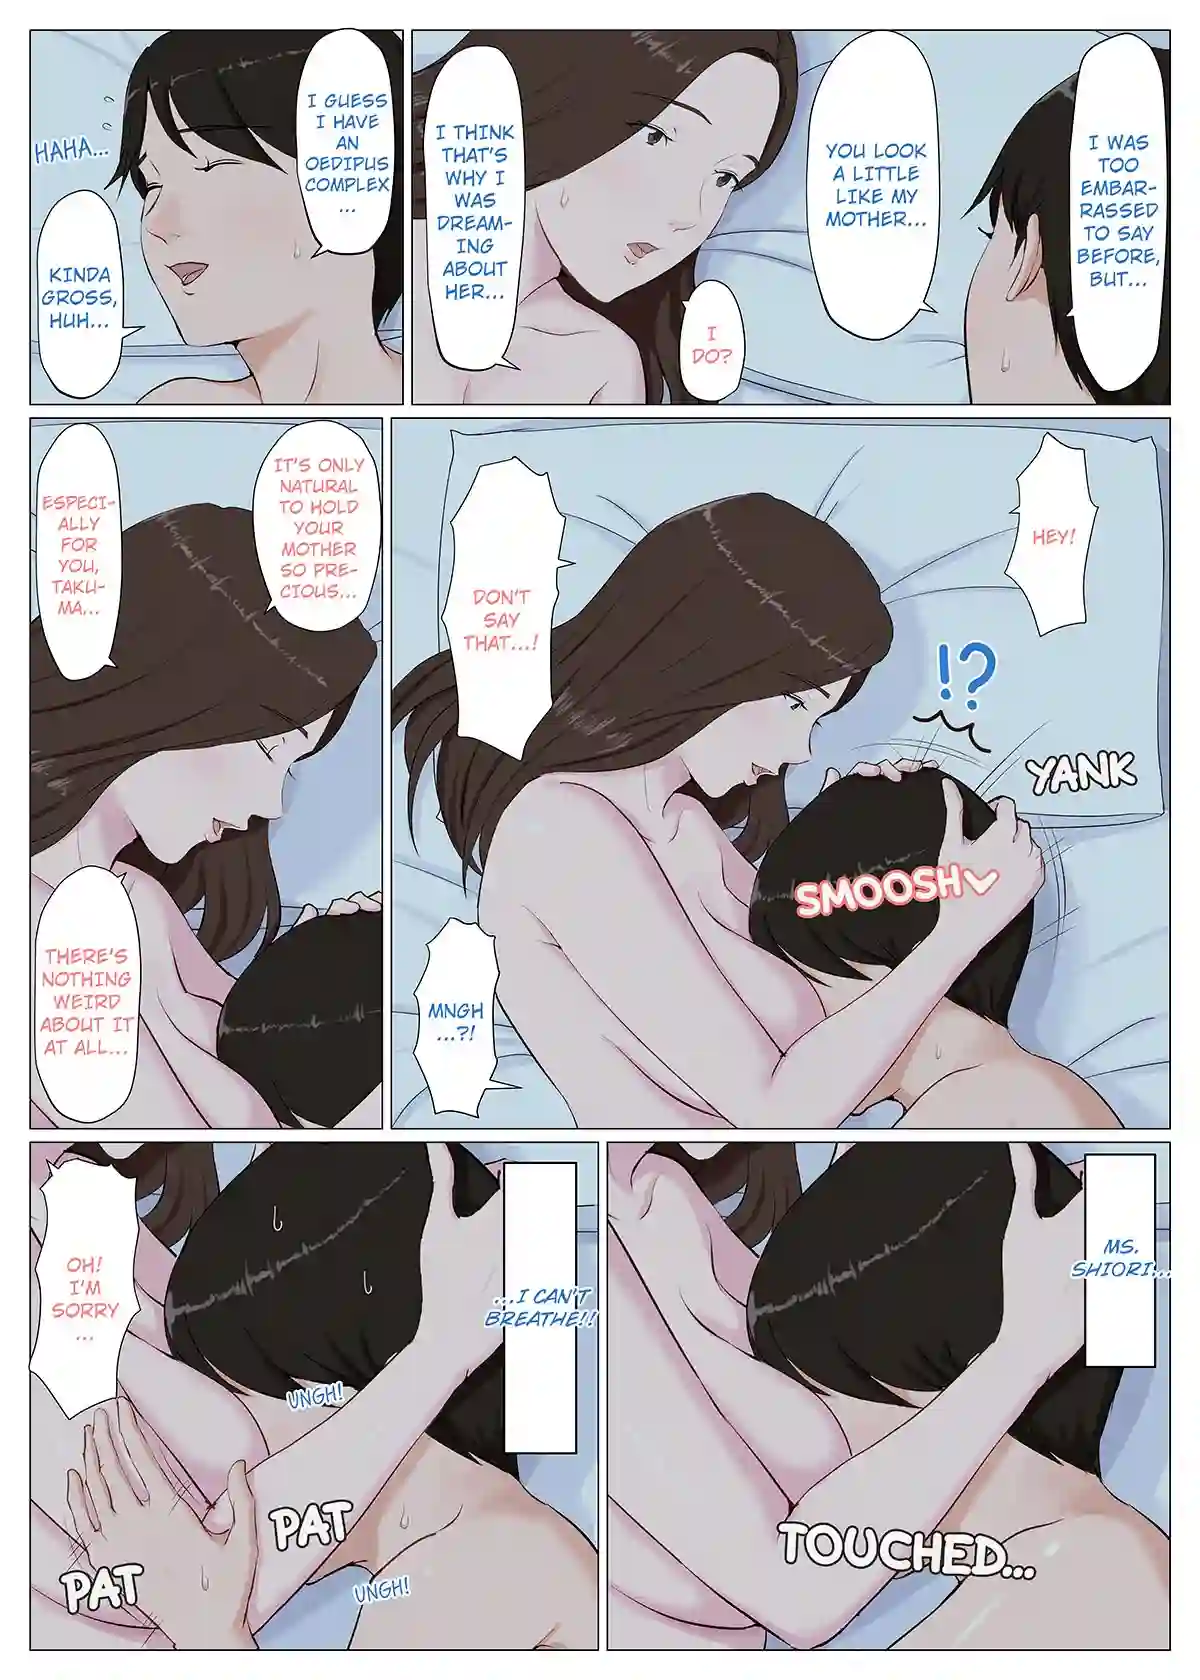 I WAS
TOO
EMBAR-
RASSED
TO SAY
BEFORE,
BUT...
YOU LOOK
A LITTLE
LIKE MY
MOTHER...
I
DO?
I THINK
THAT'S
WHY I
WAS
DREAM-
ING
ABOUT
HER...
I GUESS
I HAVE
AN
OEDIPUS
COMPLEX
...
HAHA...
KINDA
GROSS,
HUH...
HEY!
!?
YANK
SMOOSH
DON'T
SAY
THAT...!
MNGH
...?!
IT'S ONLY
NATURAL
TO HOLD
YOUR
MOTHER
SO PRE-
CIOUS...
ESPECI-
ALLY
FOR
YOU,
TAKU-
MA...
THERE'S
NOTHING
WEIRD
ABOUT IT
AT ALL...
MS.
SHIORI...
TOUCHED...
...I CAN'T
BREATHE!!
UNGH!
OH!
I'M
SORRY
...
PAT
PAT
UNGH!